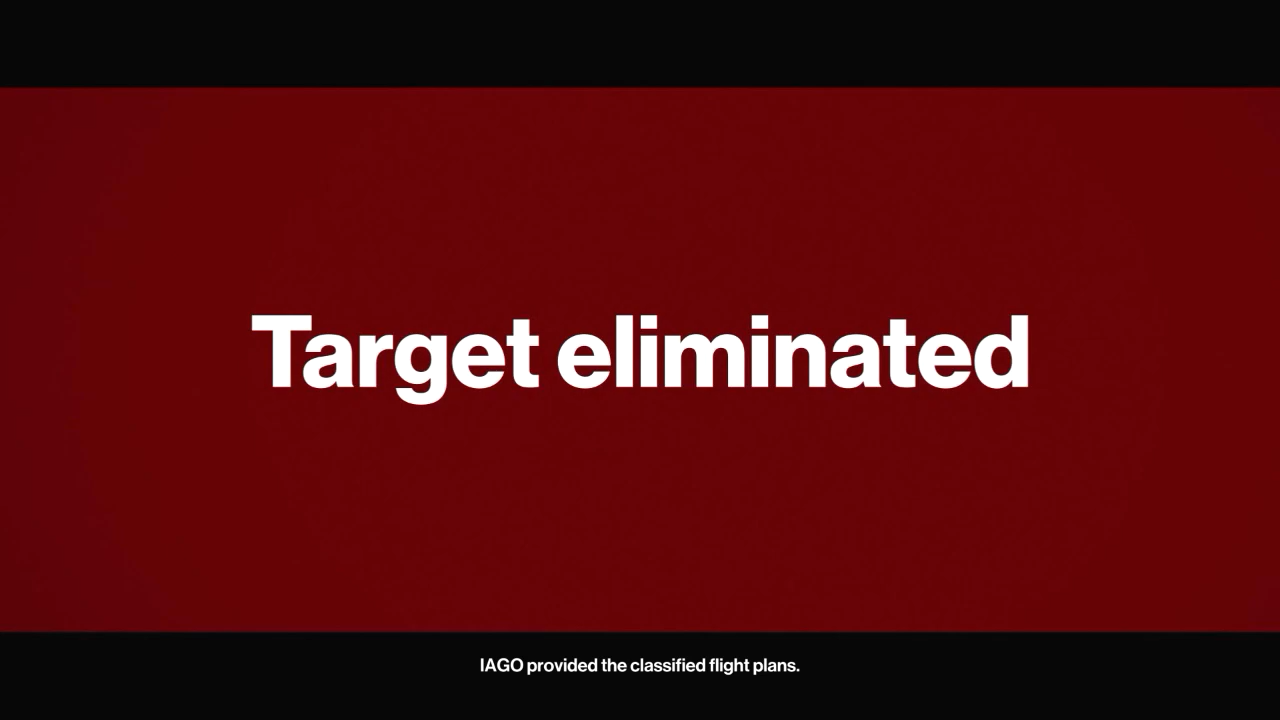 Target eliminated
IAGO provided the classified flight plans.